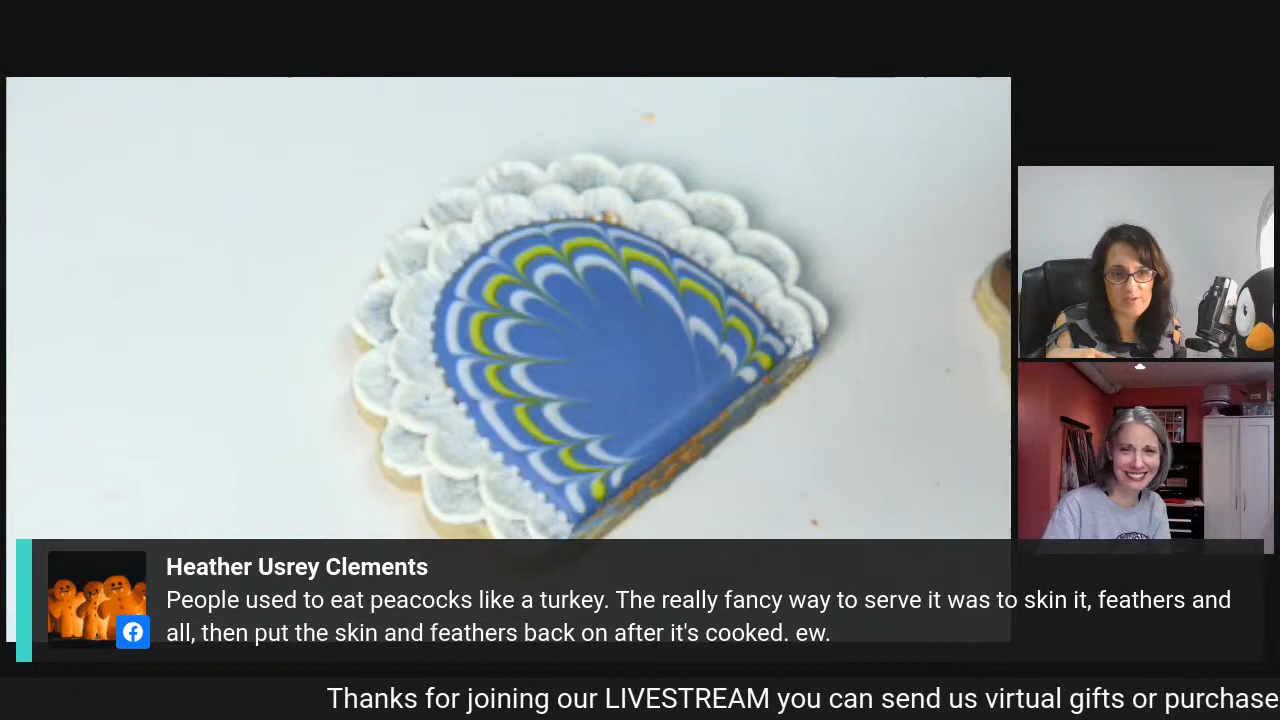 Heather Usrey Clements
People used to eat peacocks like a turkey. The really fancy way to serve it was to skin it, feathers and
all, then put the skin and feathers back on after it's cooked. ew.
Thanks for joining our LIVESTREAM you can send us virtual gifts or purchase